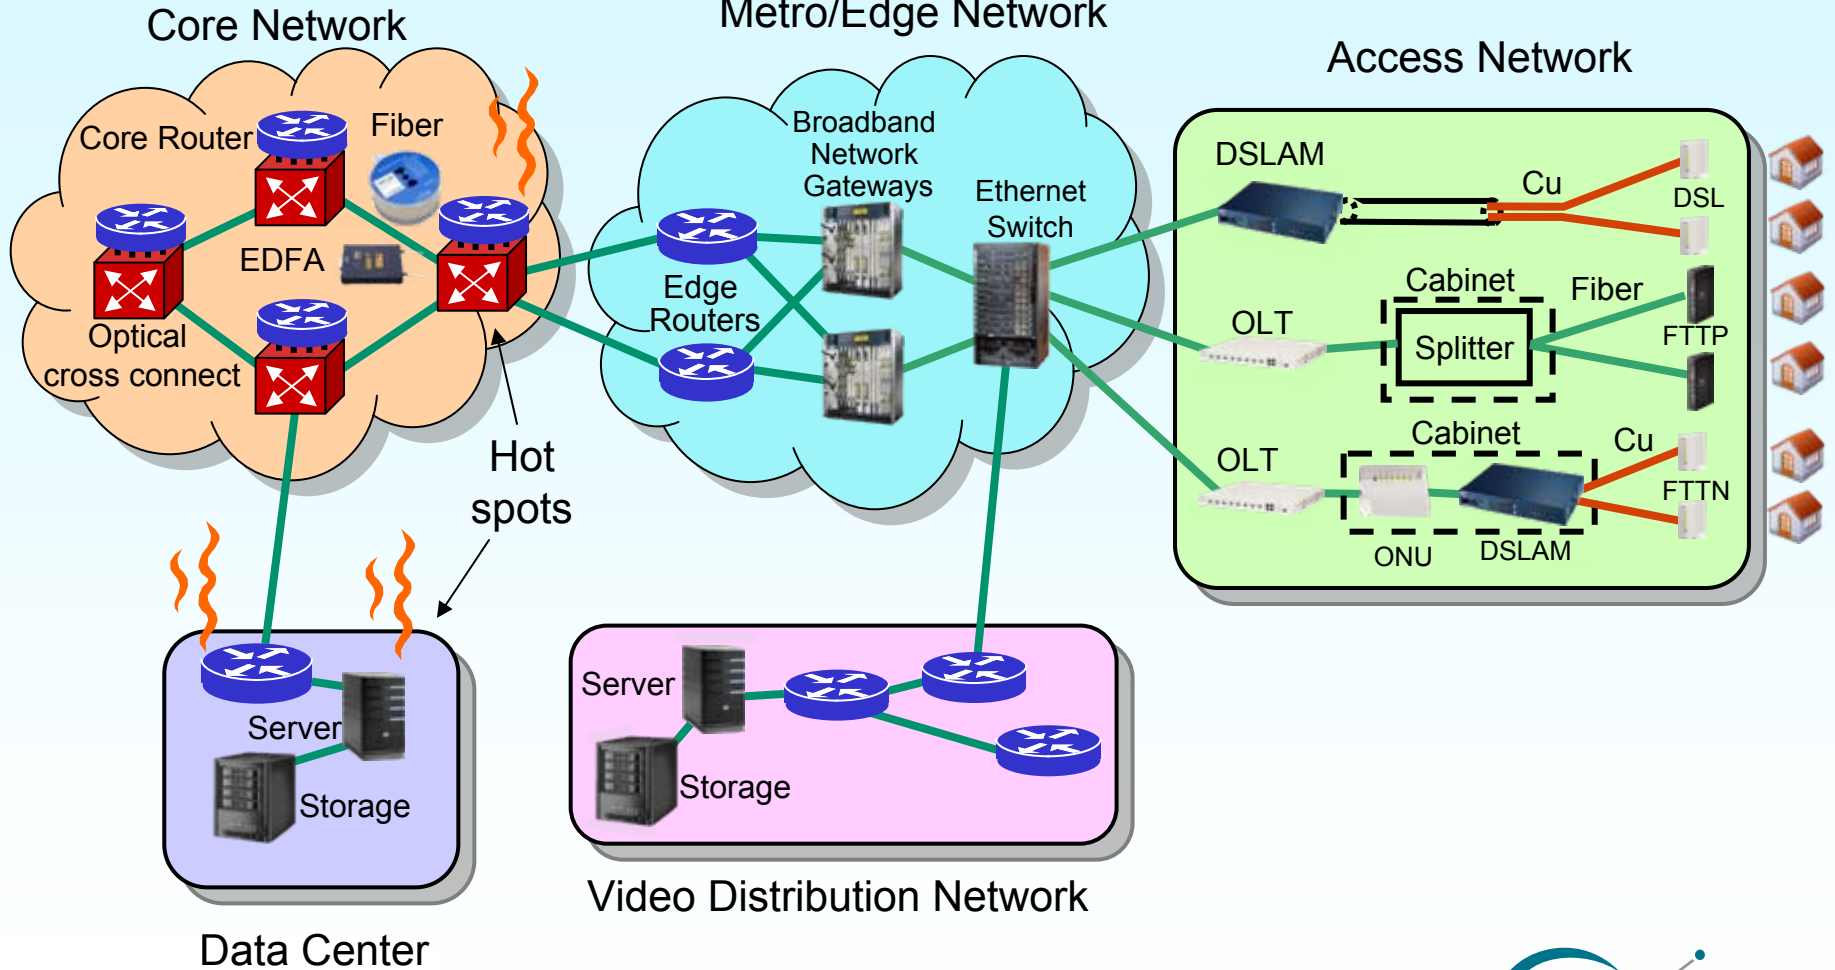 Core Network
Metro/Edge Network
Access Network
Core Router
Fiber
EDFA
Optical
cross connect
Hot
spots
Broadband
Network
Gateways
Ethernet
Switch
Edge
Routers
DSLAM
Cu
DSL
Cabinet
Fiber
OLT
Splitter
FTTP
Cabinet
Cu
OLT
FTTN
ONU
DSLAM
Server
Storage
Data Center
Server
Storage
Video Distribution Network